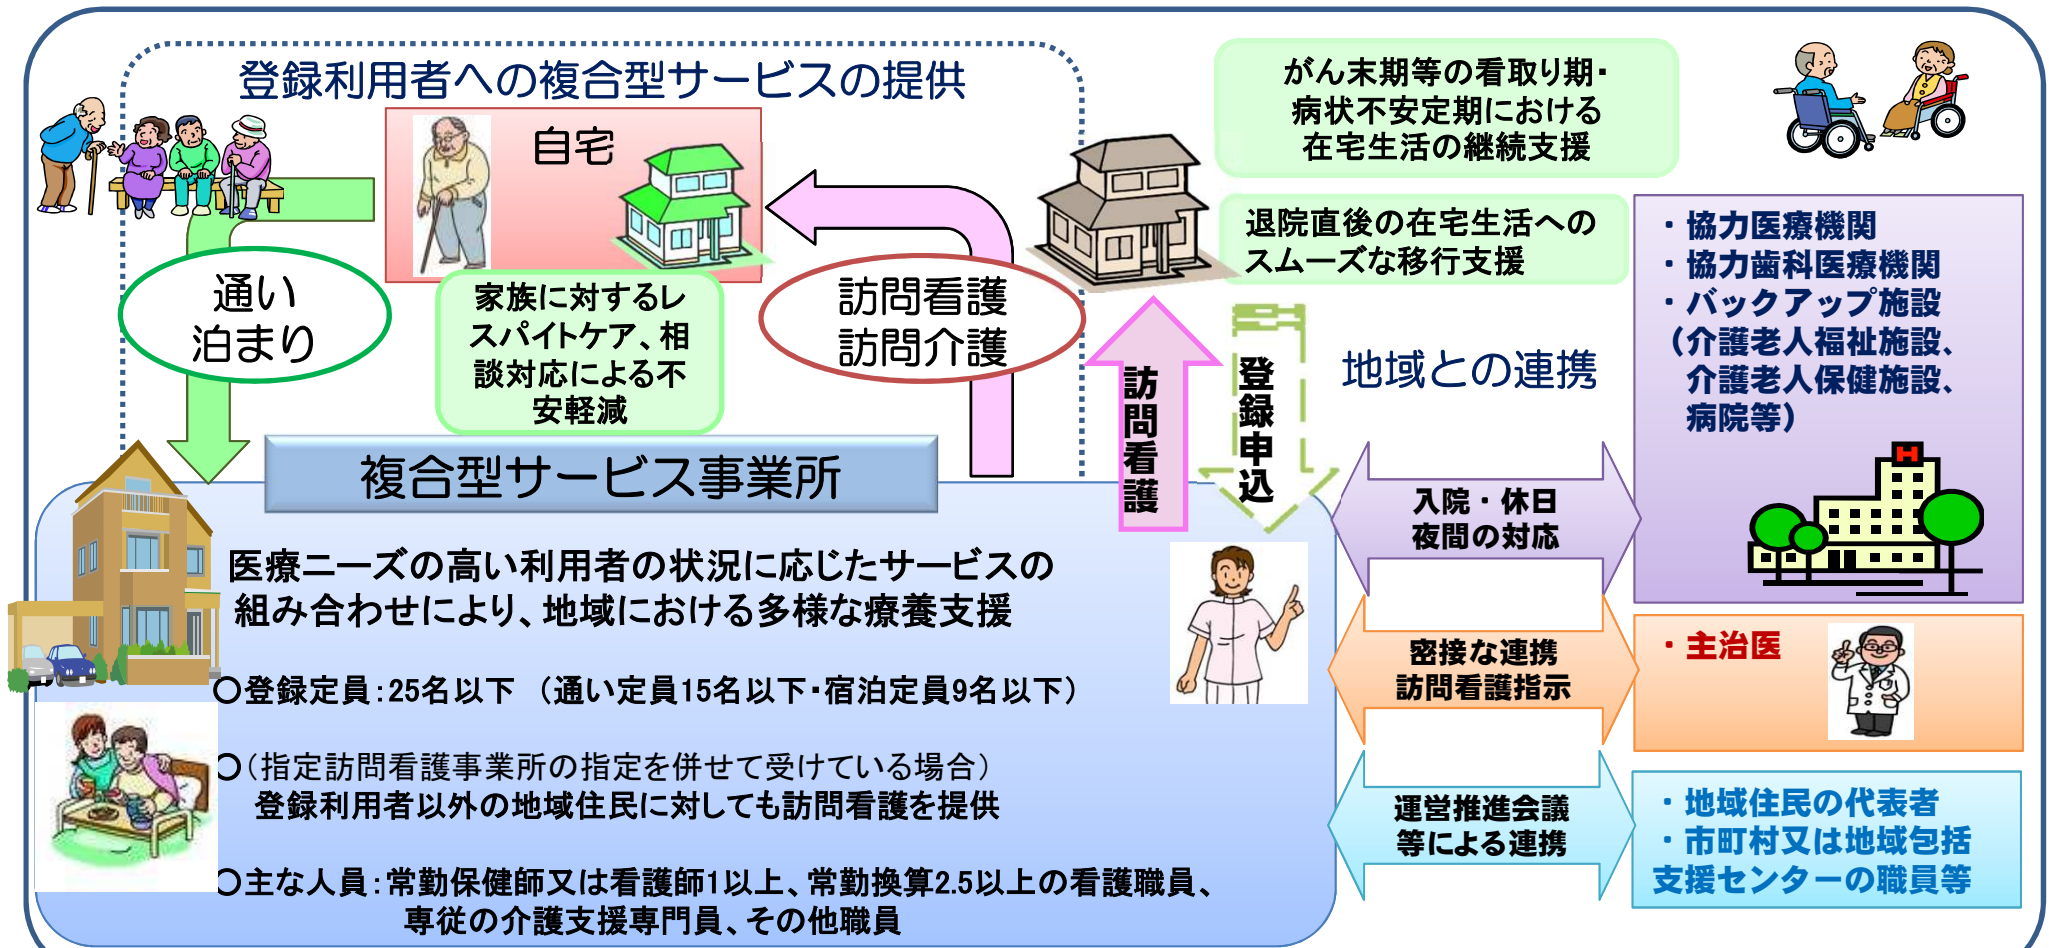 登録利用者への複合型サービスの提供
自宅
通い
泊まり
家族に対するレ
スパイトケア、相
談対応による不
安軽減
訪問看護
訪問介護
がん末期等の看取り期・
病状不安定期における
在宅生活の継続支援
退院直後の在宅生活への
スムーズな移行支援
訪問看護
登録申込
地域との連携
・協力医療機関
・協力歯科医療機関
・バックアップ施設
（介護老人福祉施設、
介護老人保健施設、
病院等）
H
入院・休日
夜間の対応
密接な連携
訪問看護指示
・主治医
運営推進会議
等による連携
・地域住民の代表者
・市町村又は地域包括
支援センターの職員等
複合型サービス事業所
医療ニーズの高い利用者の状況に応じたサービスの
組み合わせにより、地域における多様な療養支援
○登録定員：25名以下　（通い定員15名以下・宿泊定員9名以下）
○（指定訪問看護事業所の指定を併せて受けている場合）
登録利用者以外の地域住民に対しても訪問看護を提供
○主な人員：常勤保健師又は看護師1以上、常勤換算2.5以上の看護職員、
専従の介護支援専門員、その他職員